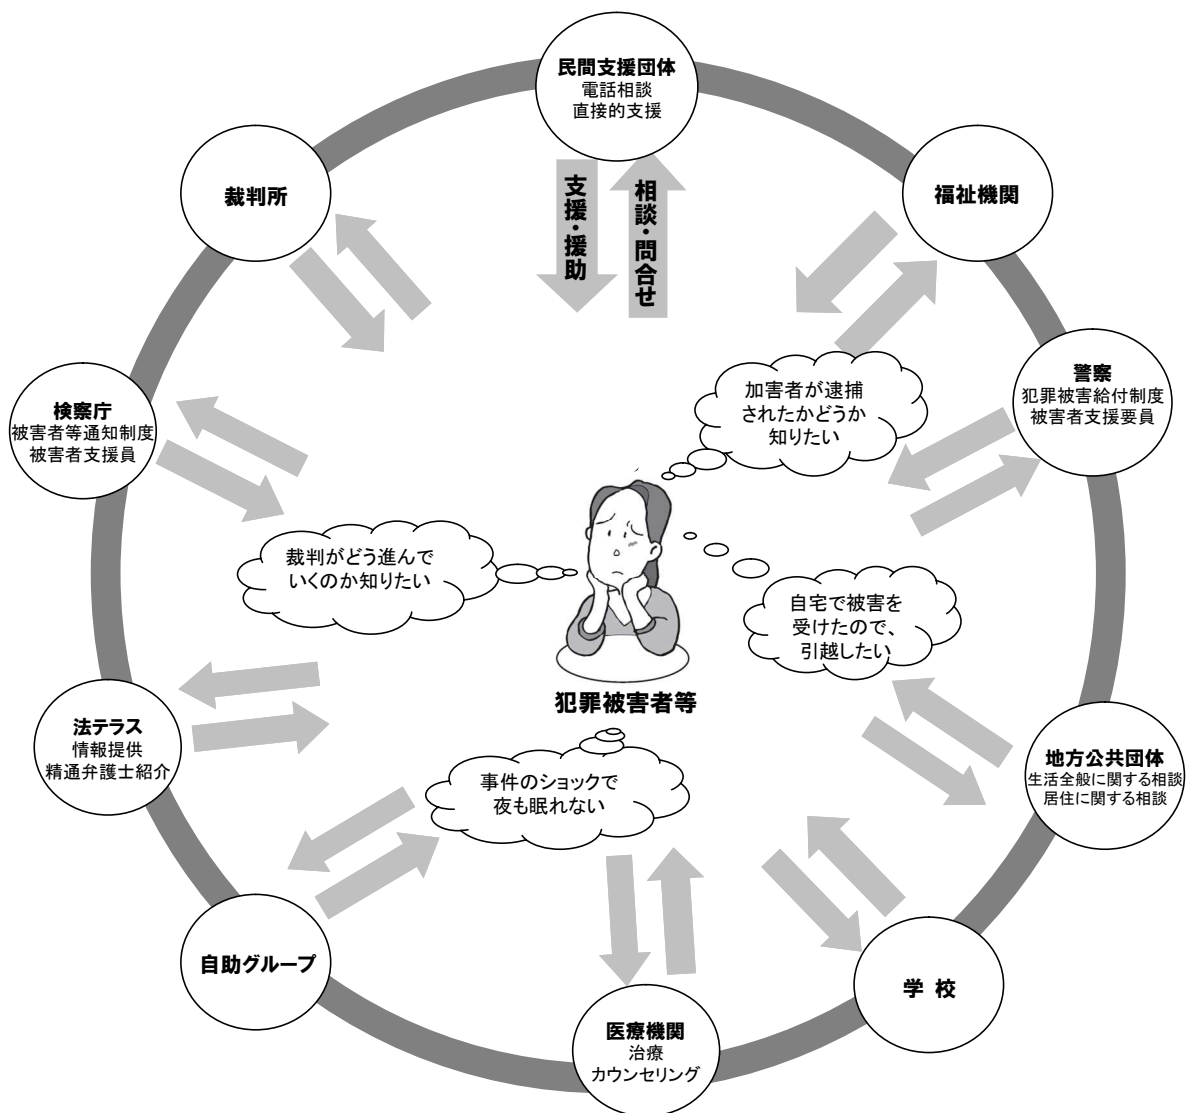 民間支援団体
電話相談
直接的支援
裁判所
福祉機関
支援・援助
相談・問合せ
検察庁
被害者等通知制度
被害者支援員
警察
犯罪被害給付制度
被害者支援要員
加害者が逮捕
されたかどうか
知りたい
裁判がどう進んで
いくのか知りたい
自宅で被害を
受けたので、
引越したい
犯罪被害者等
法テラス
情報提供
精通弁護士紹介
事件のショックで
夜も眠れない
地方公共団体
生活全般に関する相談
居住に関する相談
自助グループ
学 校
医療機関
治療
カウンセリング